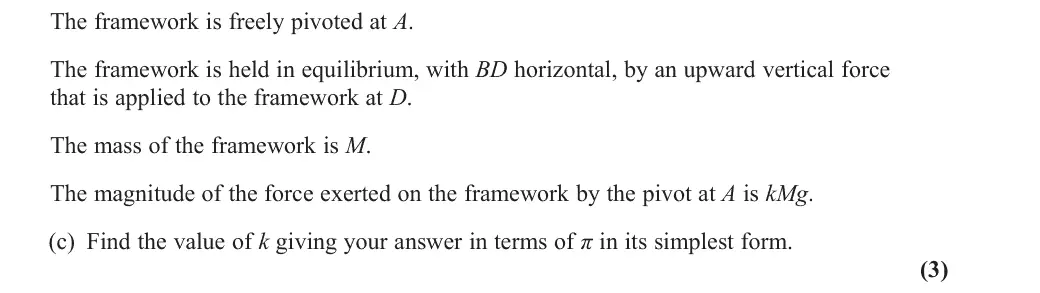 The framework is freely pivoted at A.
The framework is held in equilibrium, with BD horizontal, by an upward vertical force
that is applied to the framework at D.
The mass of the framework is M.
The magnitude of the force exerted on the framework by the pivot at A is kMg.
(c) Find the value of k giving your answer in terms of π in its simplest form.
(3)